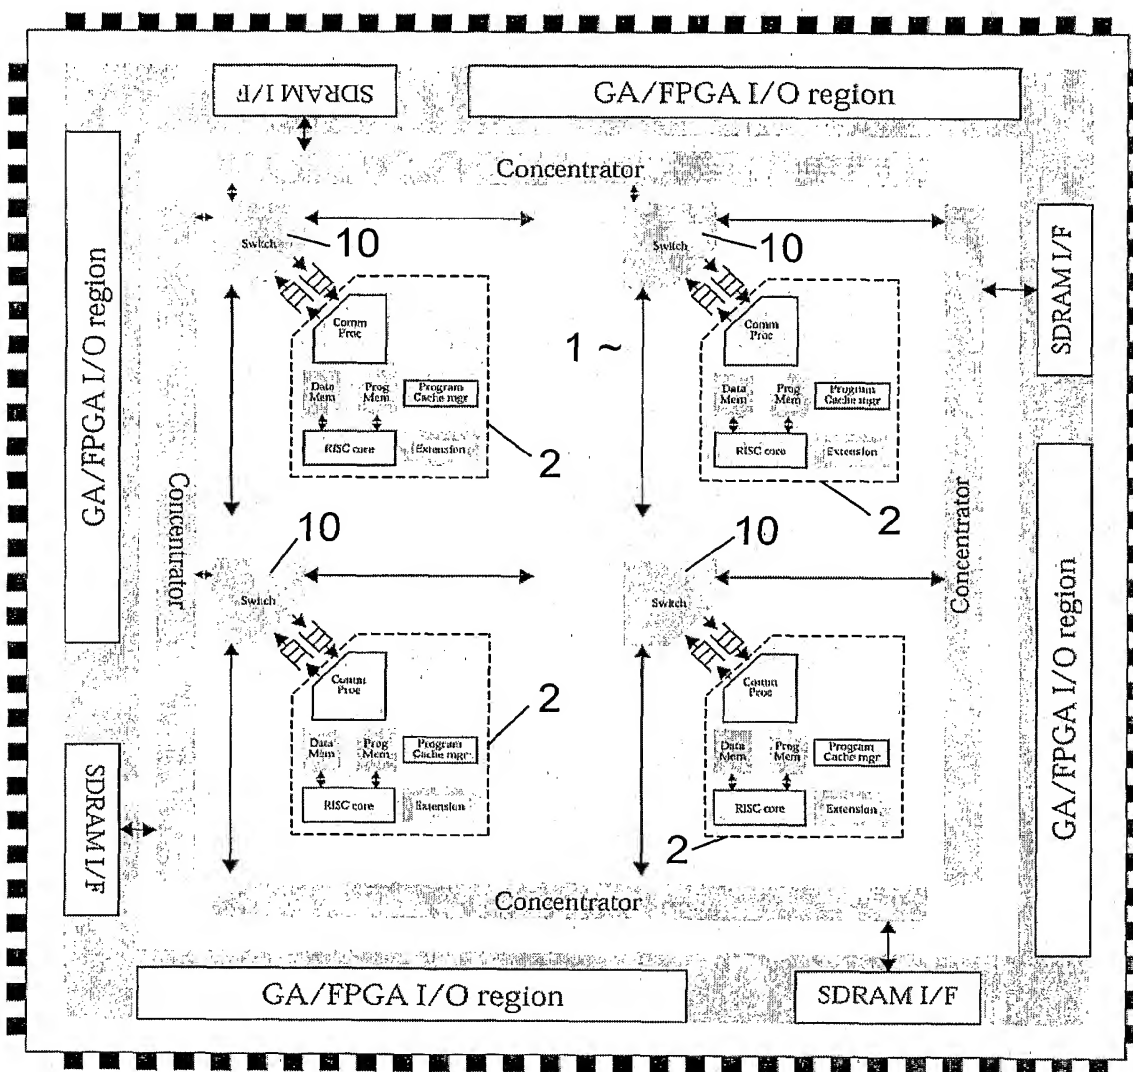 SDRAM I/F
GA/FPGA I/O region
Concentrator
GA/FPGA I/O region
SDRAM I/F
Switch
10
Switch
10
Comm
Proc
Data
Mem
Prog
Mem
Program
Cache mgr
RISC core
Extension
2
1 ~
Comm
Proc
Data
Mem
Prog
Mem
Program
Cache mgr
RISC core
Extension
2
Concentrator
Concentrator
10
Switch
10
Switch
Comm
Proc
Data
Mem
Prog
Mem
Program
Cache mgr
RISC core
Extension
2
Comm
Proc
Data
Mem
Prog
Mem
Program
Cache mgr
RISC core
Extension
2
SDRAM I/F
GA/FPGA I/O region
Concentrator
GA/FPGA I/O region
SDRAM I/F